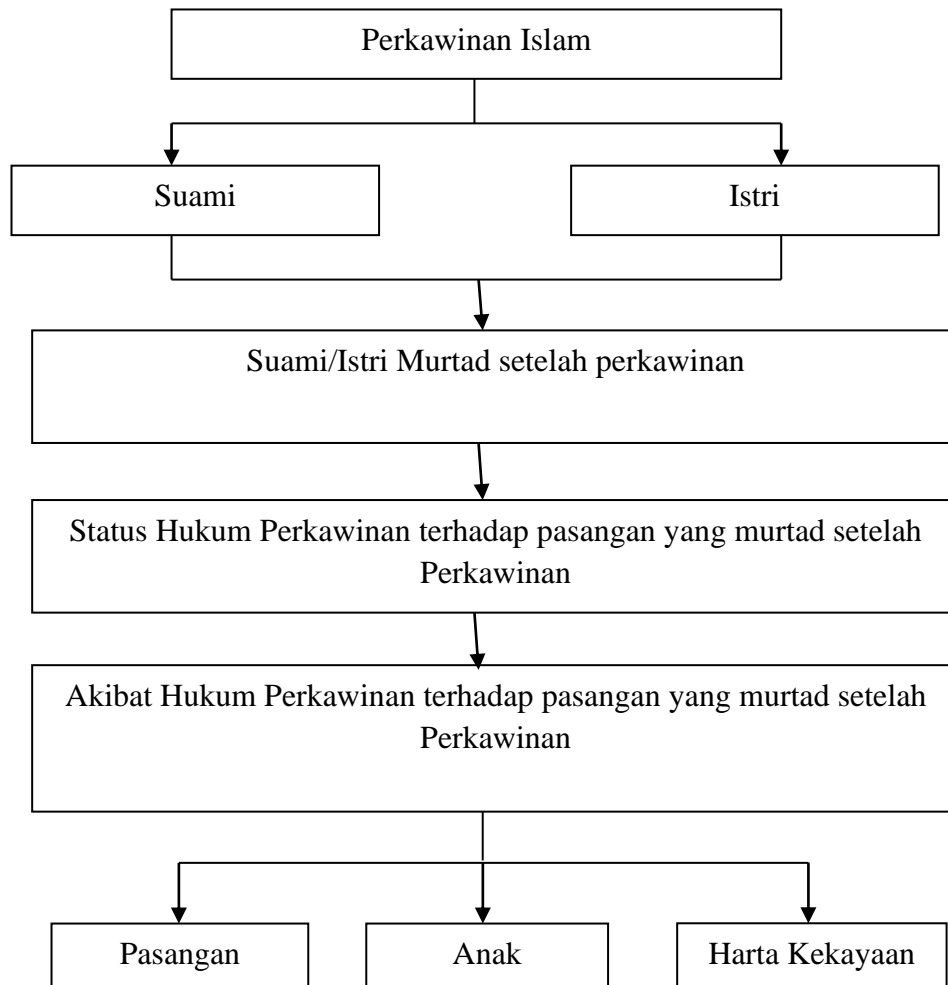 Perkawinan Islam
Suami
Istri
Suami/Istri Murtad setelah perkawinan
Status Hukum Perkawinan terhadap pasangan yang murtad setelah
Perkawinan
Akibat Hukum Perkawinan terhadap pasangan yang murtad setelah
Perkawinan
Pasangan
Anak
Harta Kekayaan